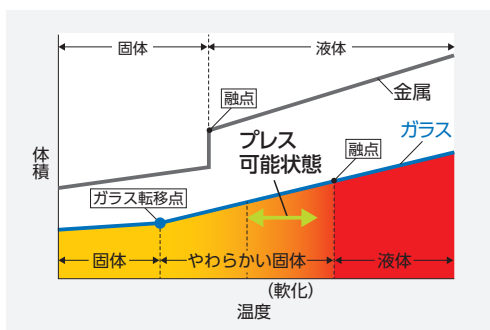 固体
液体
融点
金属
プレス
可能状態
ガラス
融点
体積
ガラス転移点
固体
やわらかい固体
液体
(軟化)
温度